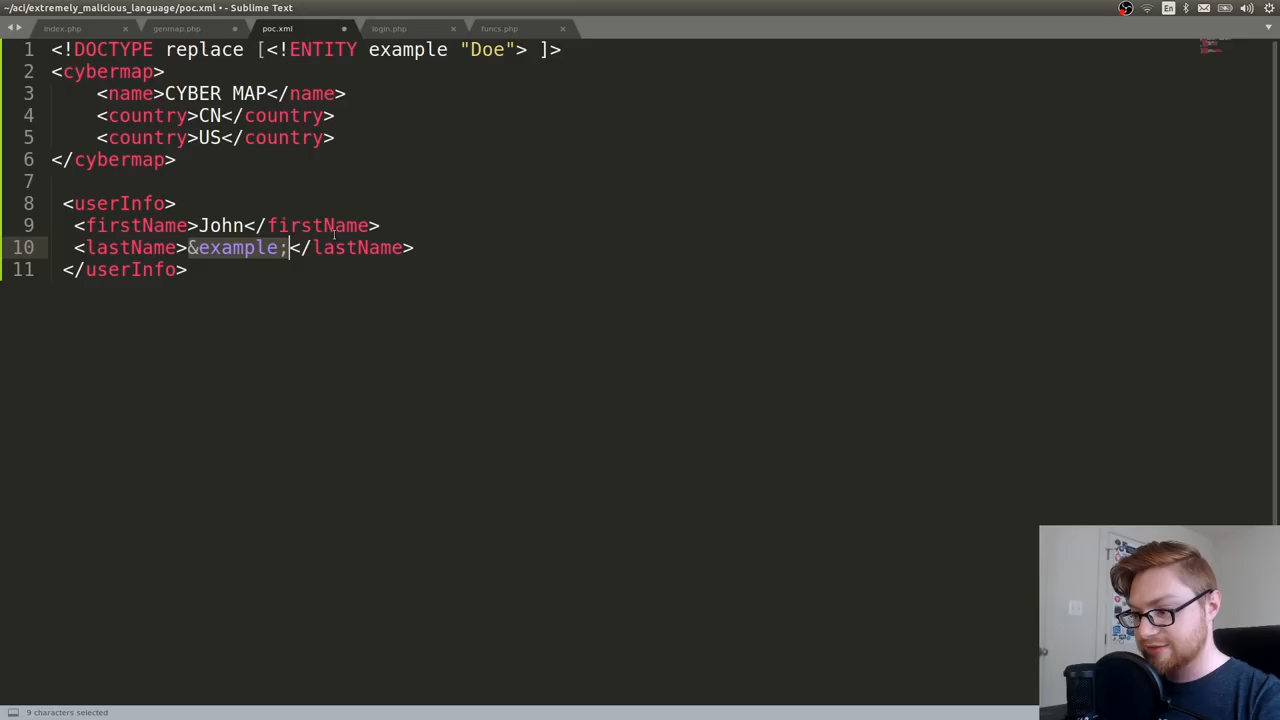 ~/aci/extremely_malicious_language/poc.xml • - Sublime Text
En
index.php × genmap.php • poc.xml • login.php × funcs.php ×
1 <!DOCTYPE replace [<!ENTITY example "Doe"> ]>
2 <cybermap>
3 <name>CYBER MAP</name>
4 <country>CN</country>
5 <country>US</country>
6 </cybermap>
7
8 <userInfo>
9 <firstName>John</firstName>
10 <lastName>&example;</lastName>
11 </userInfo>
9 characters selected